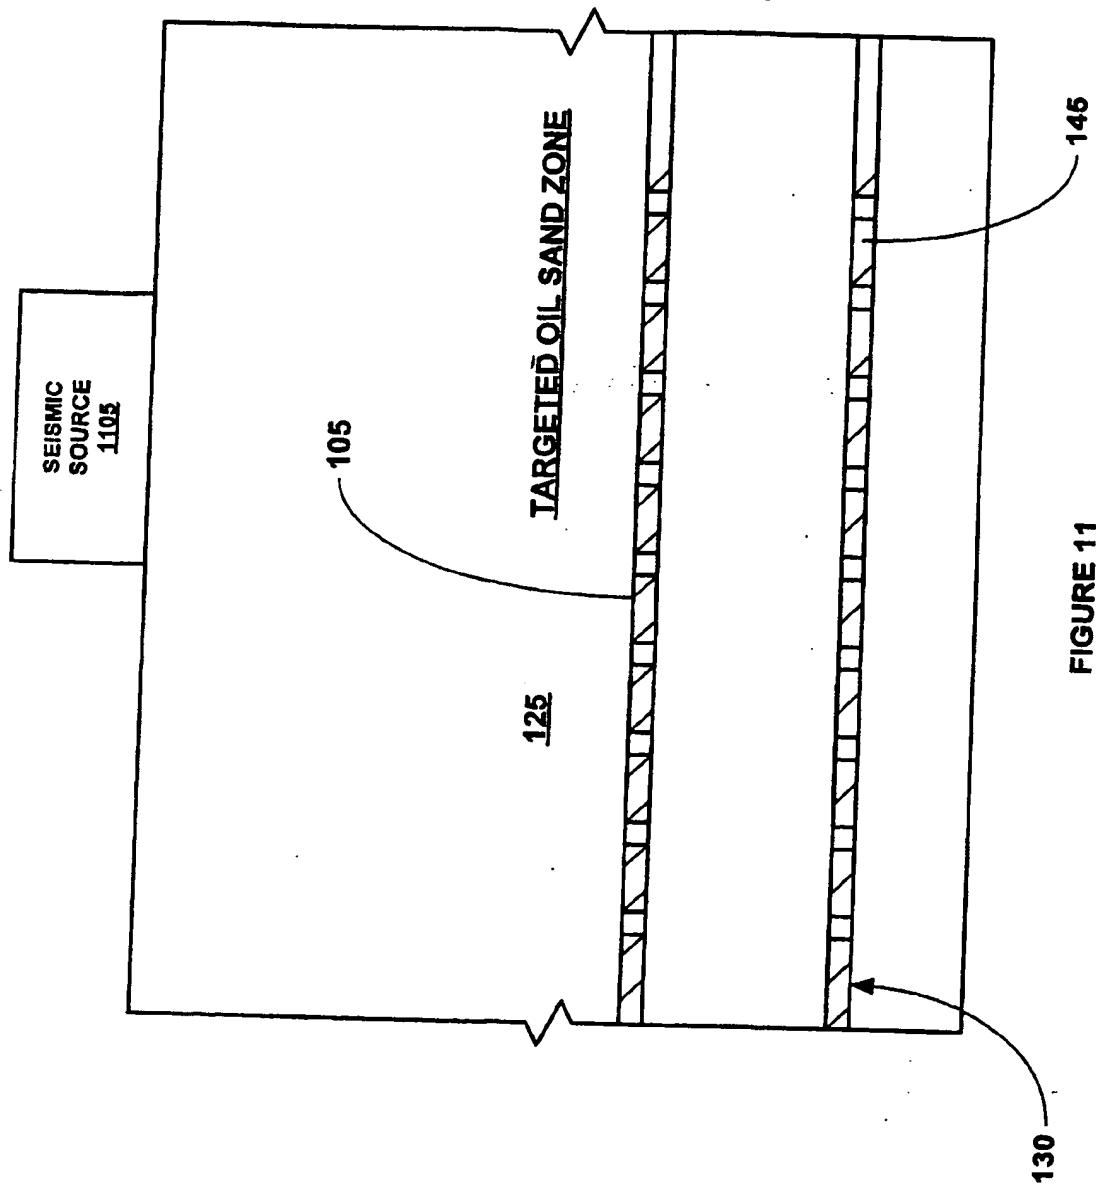 SEISMIC
SOURCE
1105
105
TARGETED OIL SAND ZONE
125
145
130
FIGURE 11